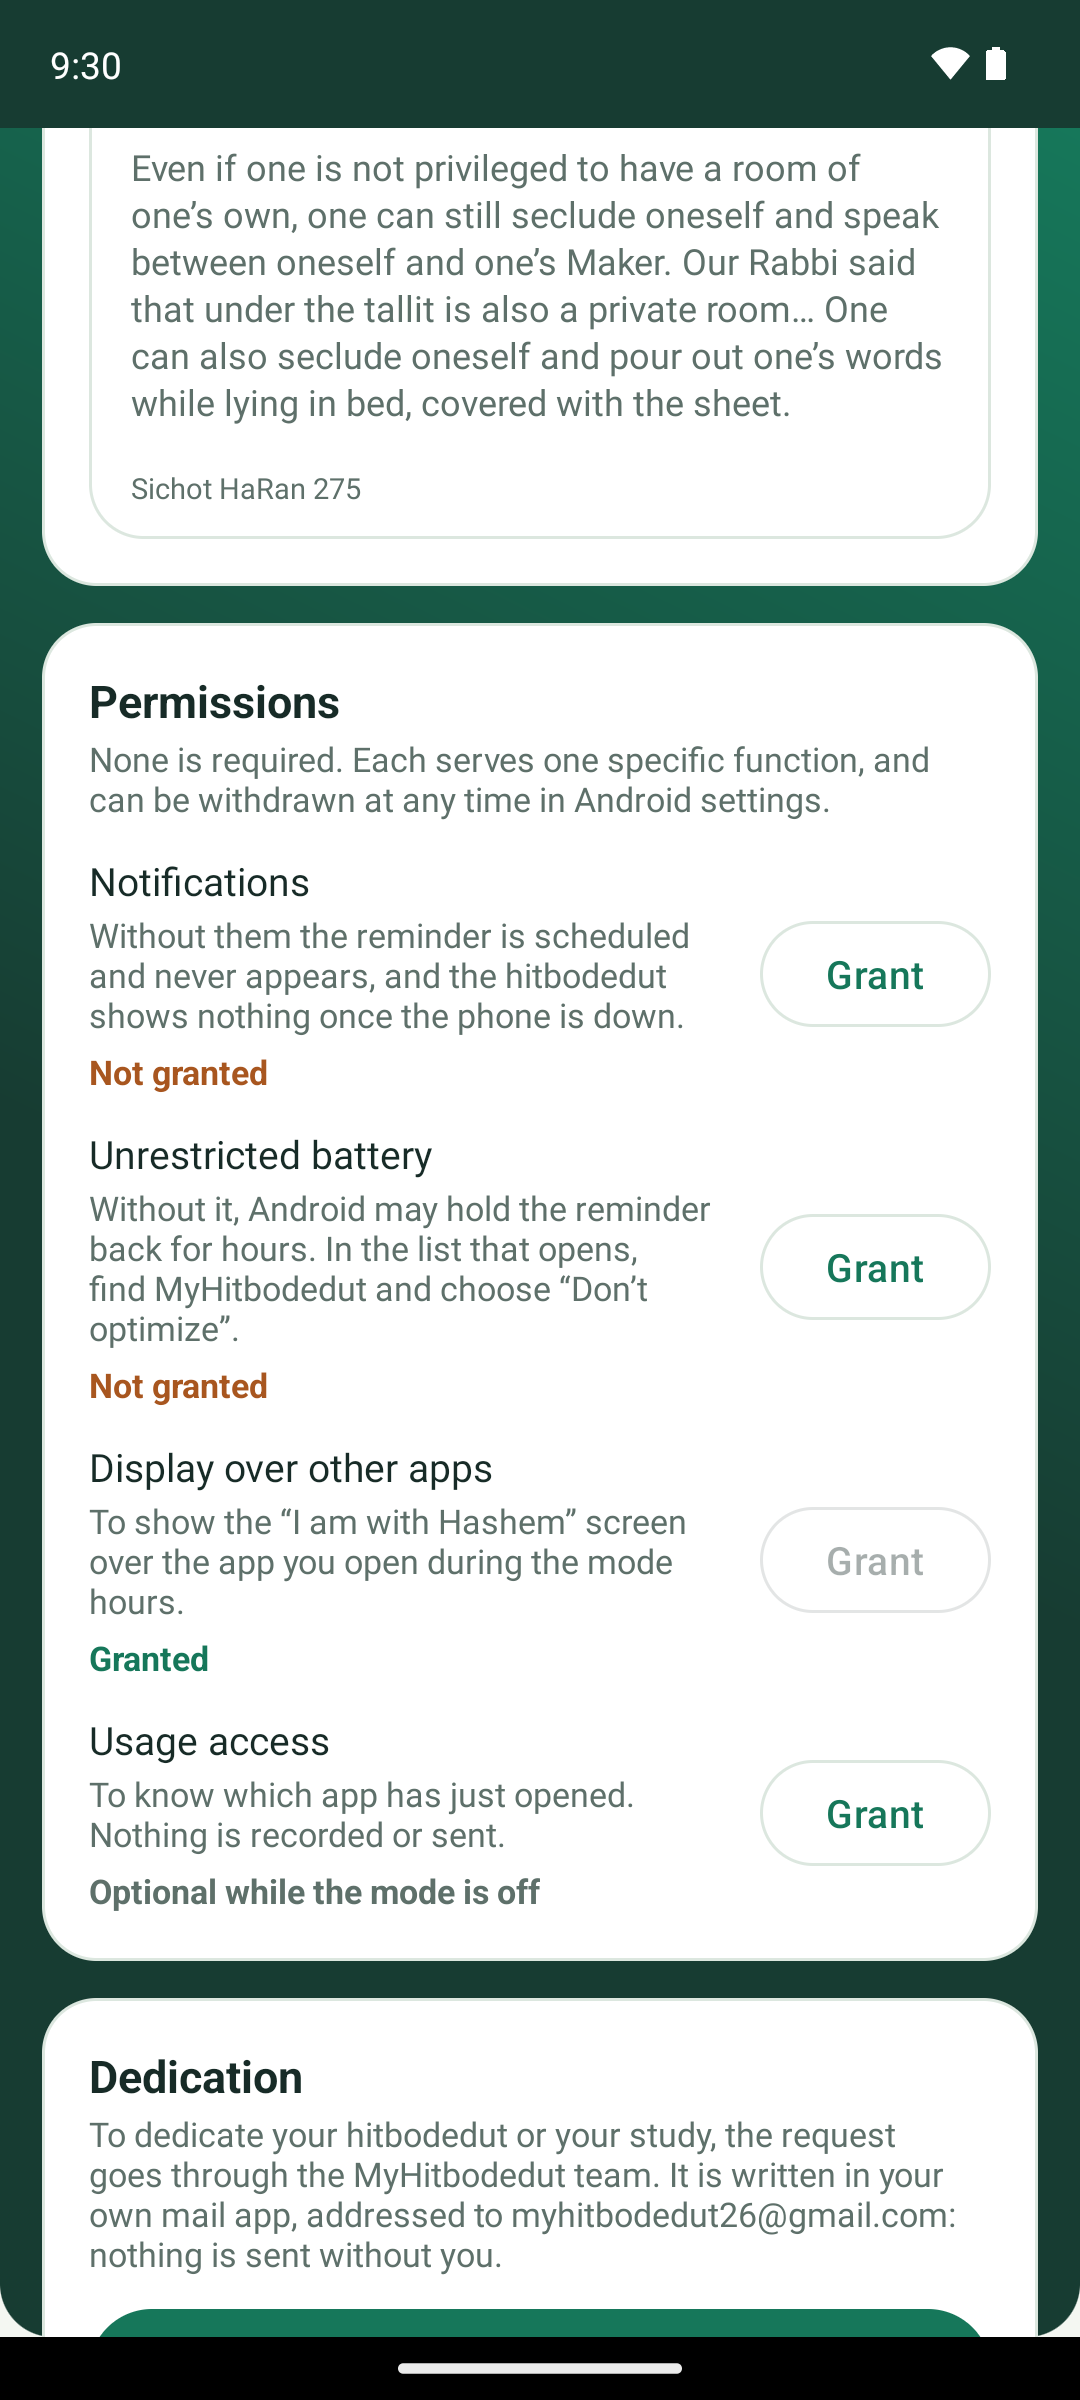 9:30
Even if one is not privileged to have a room of
one’s own, one can still seclude oneself and speak
between oneself and one’s Maker. Our Rabbi said
that under the tallit is also a private room… One
can also seclude oneself and pour out one’s words
while lying in bed, covered with the sheet.
Sichot HaRan 275
Permissions
None is required. Each serves one specific function, and
can be withdrawn at any time in Android settings.
Notifications
Without them the reminder is scheduled
and never appears, and the hitbodedut
shows nothing once the phone is down.
Grant
Not granted
Unrestricted battery
Without it, Android may hold the reminder
back for hours. In the list that opens,
find MyHitbodedut and choose “Don’t
optimize”.
Grant
Not granted
Display over other apps
To show the “I am with Hashem” screen
over the app you open during the mode
hours.
Grant
Granted
Usage access
To know which app has just opened.
Nothing is recorded or sent.
Grant
Optional while the mode is off
Dedication
To dedicate your hitbodedut or your study, the request
goes through the MyHitbodedut team. It is written in your
own mail app, addressed to myhitbodedut26@gmail.com:
nothing is sent without you.